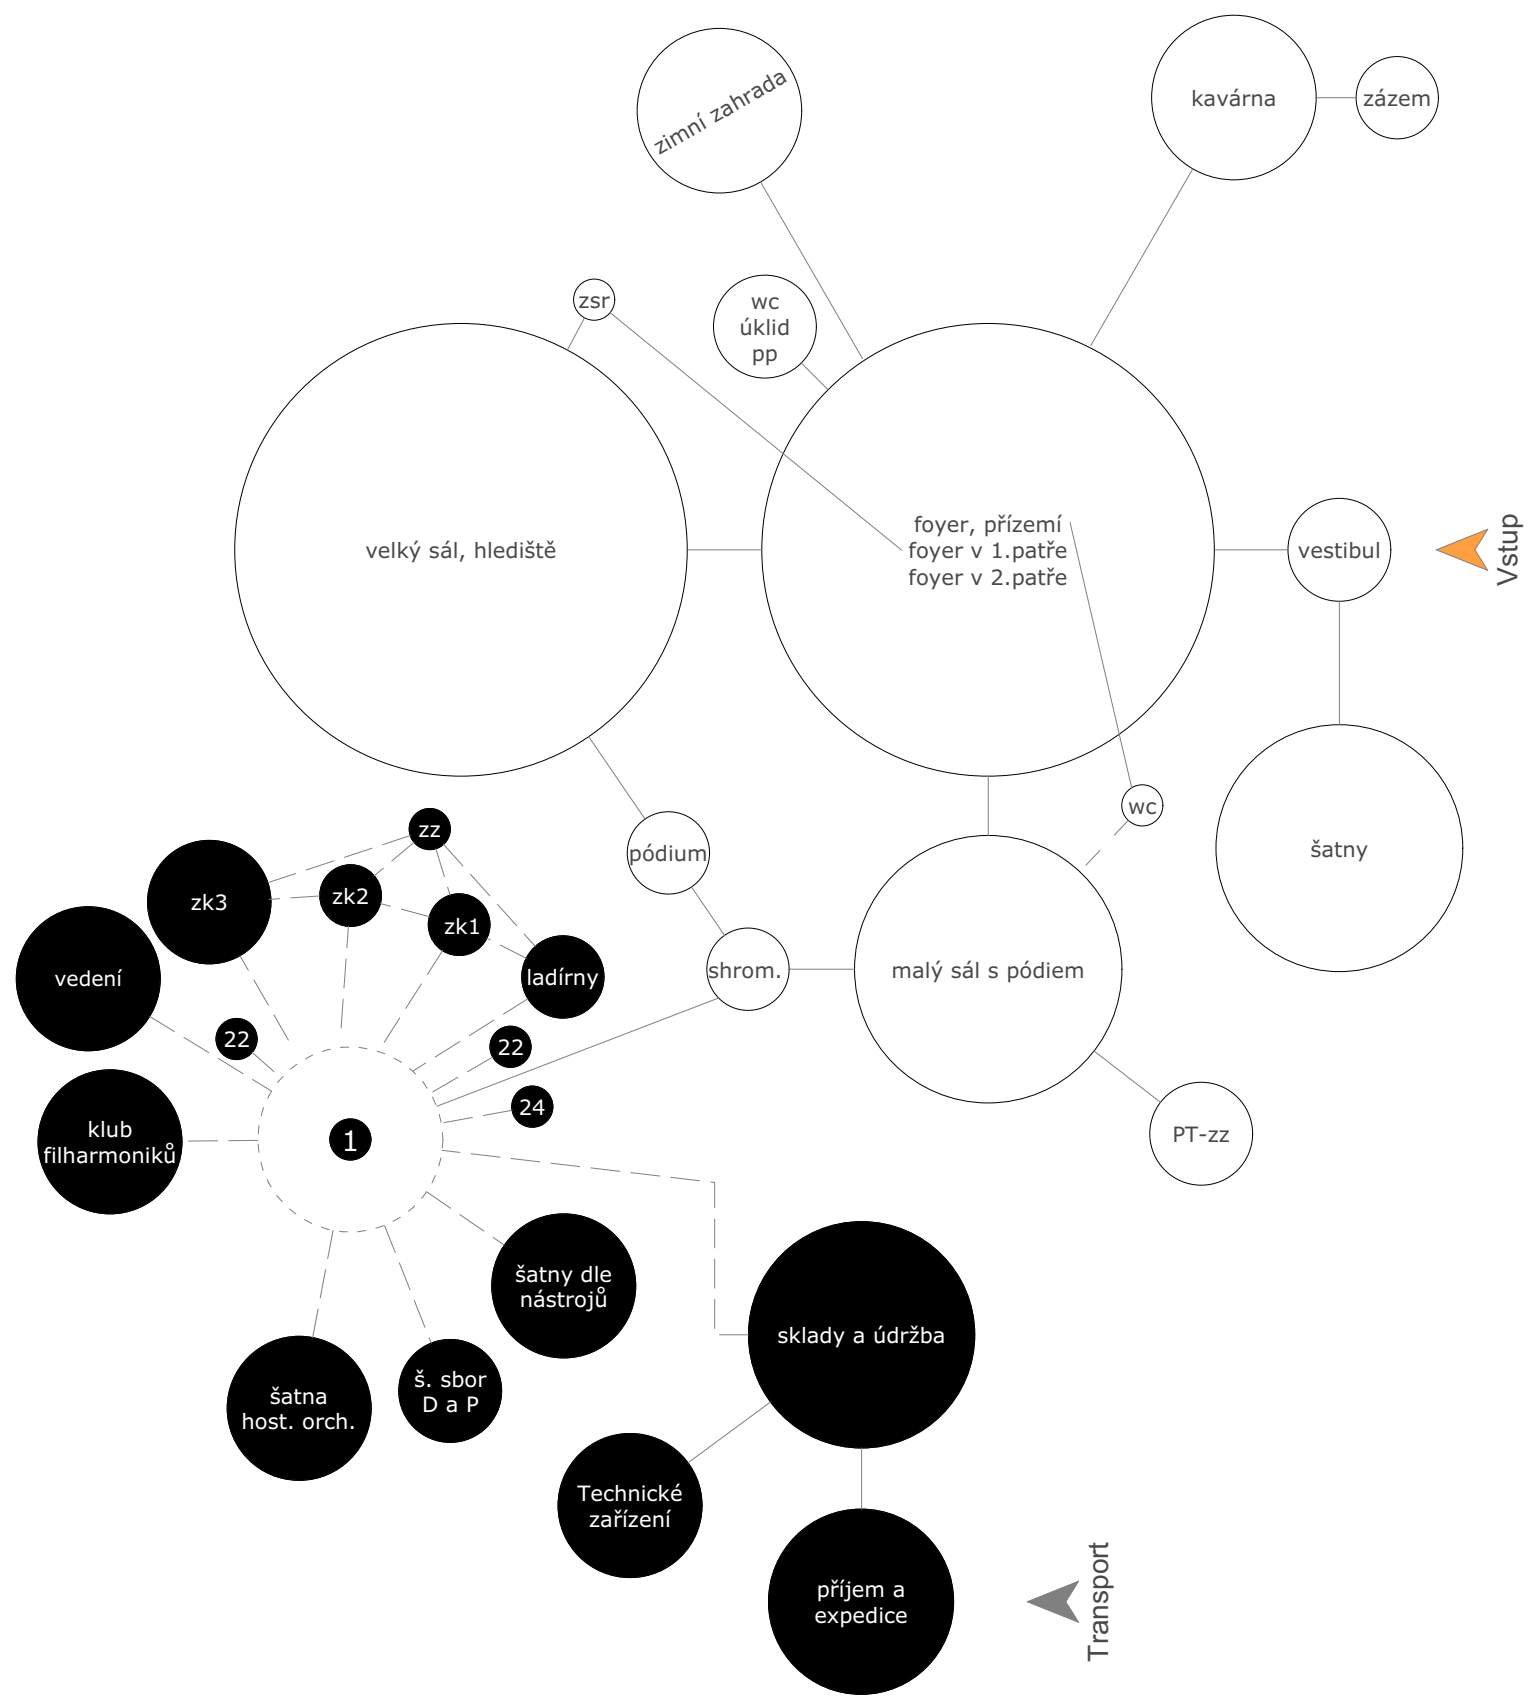 zimní zahrada
kavárna
zázem
zsr
wc
úklid
pp
velký sál, hlediště
foyer, přízemí
foyer v 1.patře
foyer v 2.patře
vestibul
Vstup
wc
šatny
pódium
zz
zk3
zk2
zk1
vedení
ladírny
shrom.
malý sál s pódiem
22
22
24
1
klub
filharmoniků
PT-zz
šatny dle
nástrojů
sklady a údržba
šatna
host. orch.
š. sbor
D a P
Technické
zařízení
příjem a
expedice
Transport